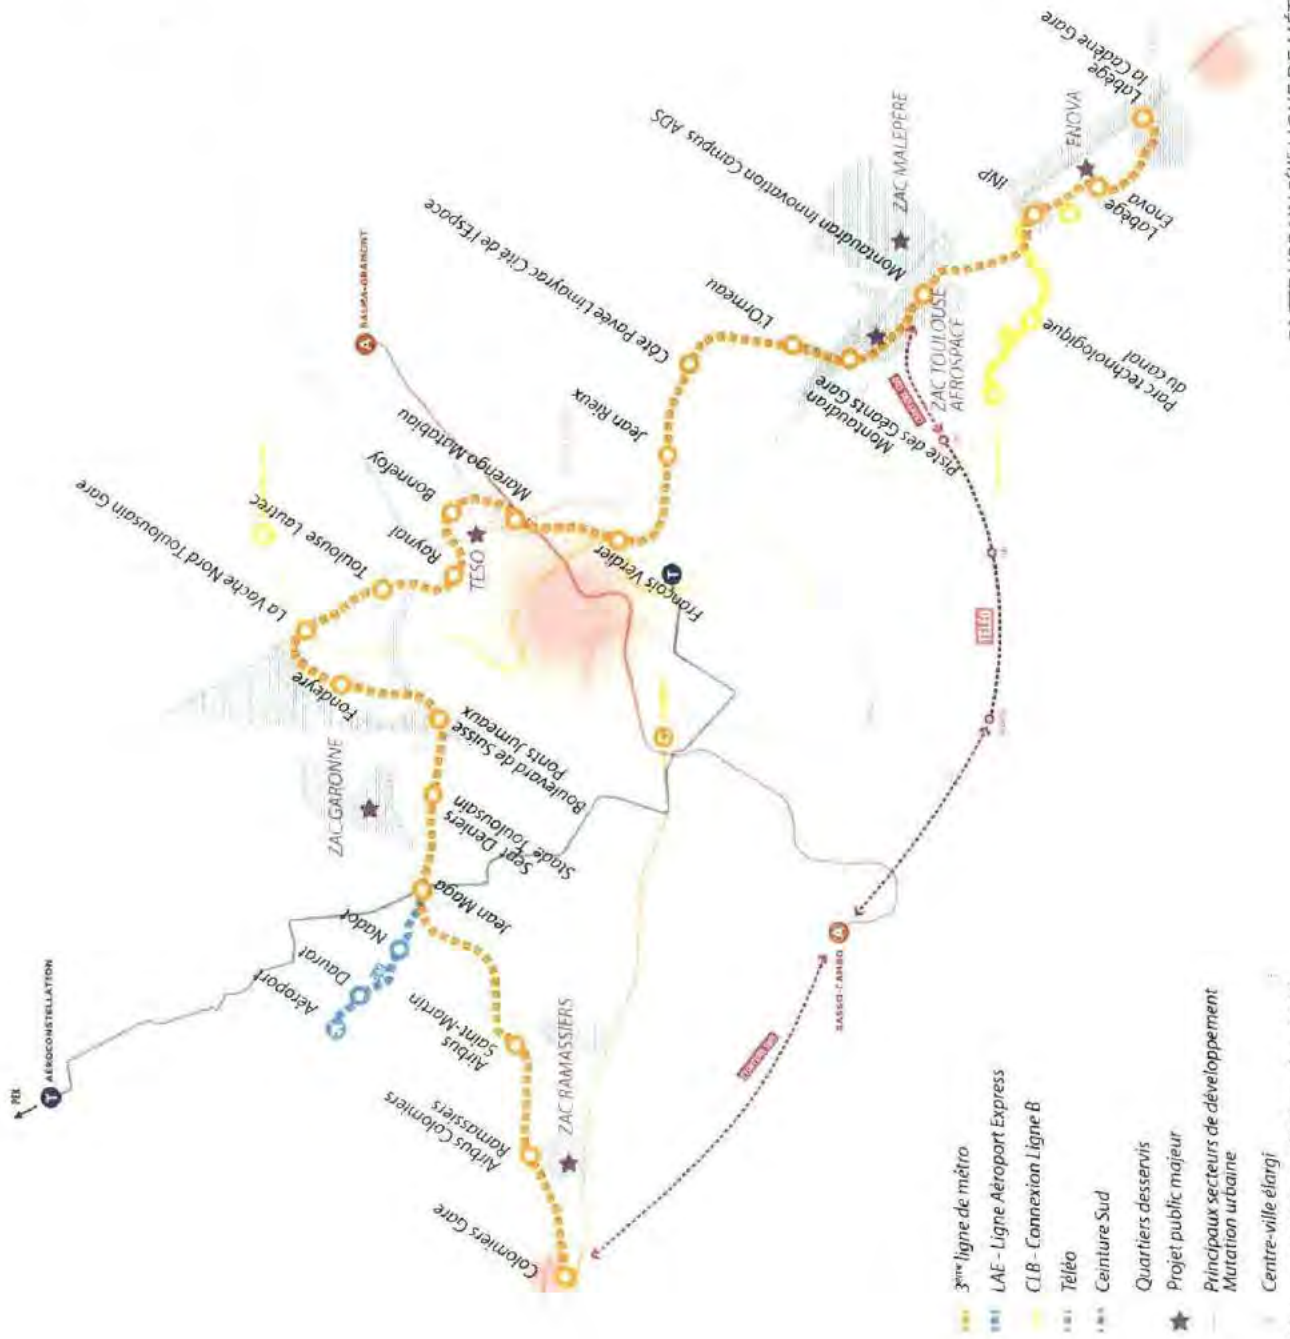 PEX
AEROCONSTELLATION
Aéroport
Daurat
Nadot
Jean Maga
Sept Deniers
Stade Toulousain
Boulevard de Suisse
Ponts Jumeaux
ZAC GARONNE
Fondeyre
La Vache Nord Toulousain Gare
Toulouse Lautrec
Raynal
TESO
Bonnefoy
Marengo Matabiau
BALMA-GRAMONT
François Verdier
Jean Rieux
Côte Pavée Limayrac Cité de l'Espace
L'Ormeau
Montaudran
Piste des Géants Gare
Montaudran Innovation Campus ADS
ZAC MALEPERE
ZAC TOULOUSE
AEROSPACE
INP
ENOVA
Labège
Enova
Labège
la Cadène Gare
Parc technologique
du canal
TÉLÉO
BASSO-CAMBO
CEINTURE SUD
Airbus
Saint-Martin
Airbus Colomiers
Ramassiers
ZAC RAMASSIERS
Colomiers Gare
3ème ligne de métro
LAE - Ligne Aéroport Express
CLB - Connexion Ligne B
Téléo
Ceinture Sud
Quartiers desservis
Projet public majeur
Principaux secteurs de développement
Mutation urbaine
Centre-ville élargi